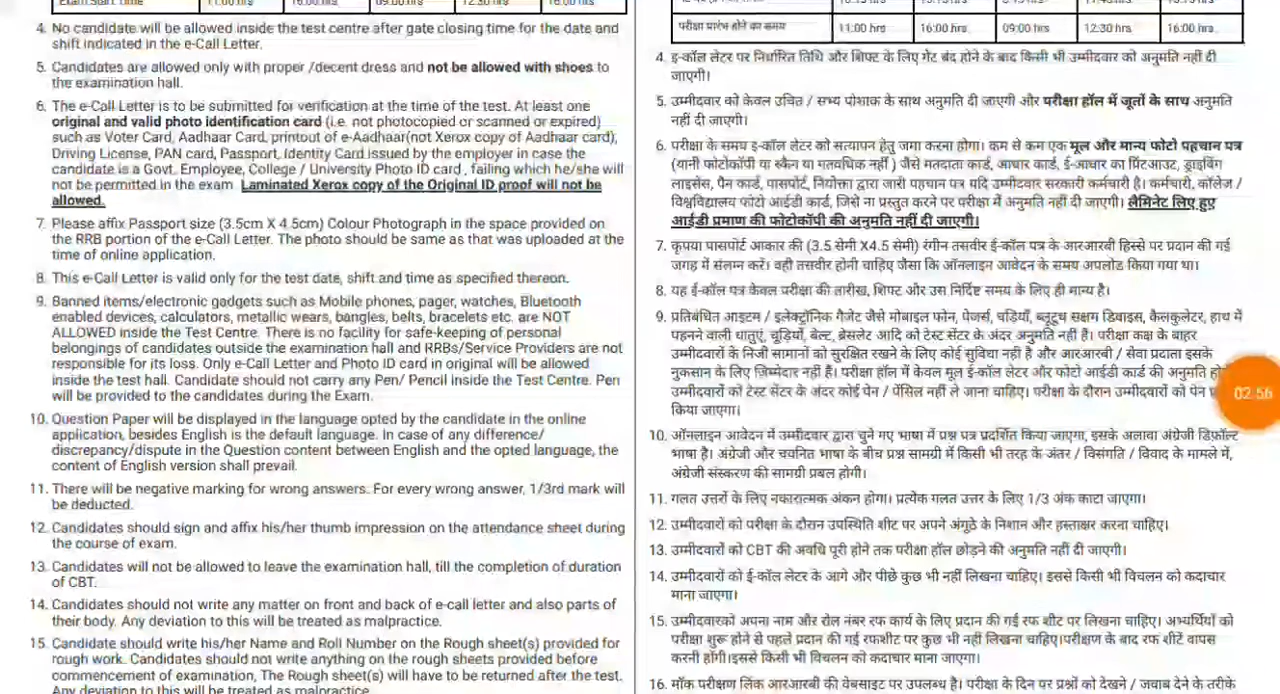 Exam Start Time 11:00 hrs 16:00 hrs 09:00 hrs 12:30 hrs 16:00 hrs
4. No candidate will be allowed inside the test centre after gate closing time for the date and
shift indicated in the e-Call Letter.
5. Candidates are allowed only with proper /decent dress and not be allowed with shoes to
the examination hall.
6. The e-Call Letter is to be submitted for verification at the time of the test. At least one
original and valid photo identification card (i.e. not photocopied or scanned or expired)
such as Voter Card, Aadhaar Card, printout of e-Aadhaar(not Xerox copy of Aadhaar card),
Driving License, PAN card, Passport, Identity Card issued by the employer in case the
candidate is a Govt. Employee, College / University Photo ID card , failing which he/she will
not be permitted in the exam. Laminated Xerox copy of the Original ID proof will not be
allowed.
7. Please affix Passport size (3.5cm X 4.5cm) Colour Photograph in the space provided on
the RRB portion of the e-Call Letter. The photo should be same as that was uploaded at the
time of online application.
8. This e-Call Letter is valid only for the test date, shift and time as specified thereon.
9. Banned items/electronic gadgets such as Mobile phones, pager, watches, Bluetooth
enabled devices, calculators, metallic wears, bangles, belts, bracelets etc. are NOT
ALLOWED inside the Test Centre. There is no facility for safe-keeping of personal
belongings of candidates outside the examination hall and RRBs/Service Providers are not
responsible for its loss. Only e-Call Letter and Photo ID card in original will be allowed
inside the test hall. Candidate should not carry any Pen/ Pencil inside the Test Centre. Pen
will be provided to the candidates during the Exam.
10. Question Paper will be displayed in the language opted by the candidate in the online
application, besides English is the default language. In case of any difference/
discrepancy/dispute in the Question content between English and the opted language, the
content of English version shall prevail.
11. There will be negative marking for wrong answers. For every wrong answer, 1/3rd mark will
be deducted.
12. Candidates should sign and affix his/her thumb impression on the attendance sheet during
the course of exam.
13. Candidates will not be allowed to leave the examination hall, till the completion of duration
of CBT.
14. Candidates should not write any matter on front and back of e-call letter and also parts of
their body. Any deviation to this will be treated as malpractice.
15. Candidate should write his/her Name and Roll Number on the Rough sheet(s) provided for
rough work. Candidates should not write anything on the rough sheets provided before
commencement of examination, The Rough sheet(s) will have to be returned after the test.
Any deviation to this will be treated as malpractice.
परीक्षा प्रारंभ होने का समय 11:00 hrs 16:00 hrs 09:00 hrs 12:30 hrs 16:00 hrs
4. इ-कॉल लेटर पर निर्धारित तिथि और शिफ्ट के लिए गेट बंद होने के बाद किसी भी उम्मीदवार को अनुमति नहीं दी
जाएगी।
5. उम्मीदवार को केवल उचित / सभ्य पोशाक के साथ अनुमति दी जाएगी और परीक्षा हॉल में जूतों के साथ अनुमति
नहीं दी जाएगी।
6. परीक्षा के समय इ-कॉल लेटर को सत्यापन हेतु जमा करना होगा। कम से कम एक मूल और मान्य फोटो पहचान पत्र
(यानी फोटोकॉपी या स्कैन या गतवधिक नहीं ) जैसे मतदाता कार्ड, आधार कार्ड, ई-आधार का प्रिंटआउट, ड्राइविंग
लाइसेंस, पैन कार्ड, पासपोर्ट, नियोक्ता द्वारा जारी पहचान पत्र यदि उम्मीदवार सरकारी कर्मचारी है। कर्मचारी, कॉलेज /
विश्वविद्यालय फोटो आईडी कार्ड, जिसे ना प्रस्तुत करने पर परीक्षा में अनुमति नहीं दी जाएगी। लैमिनेट लिए हुए
आईडी प्रमाण की फोटोकॉपी की अनुमति नहीं दी जाएगी।
7. कृपया पासपोर्ट आकार की (3.5 सेमी X4.5 सेमी) रंगीन तसवीर ई-कॉल पत्र के आरआरबी हिस्से पर प्रदान की गई
जगह में संलग्न करें। वही तसवीर होनी चाहिए जैसा कि ऑनलाइन आवेदन के समय अपलोड किया गया था।
8. यह ई-कॉल पत्र केवल परीक्षा की तारीख, शिफ्ट और उस निर्दिष्ट समय के लिए ही मान्य है।
9. प्रतिबंधित आइटम / इलेक्ट्रॉनिक गैजेट जैसे मोबाइल फोन, पेजर्स, घड़ियाँ, ब्लूटूथ सक्षम डिवाइस, कैलकुलेटर, हाथ में
पहनने वाली धातुएं, चूड़ियाँ, बेल्ट, ब्रेसलेट आदि को टेस्ट सेंटर के अंदर अनुमति नहीं है। परीक्षा कक्ष के बाहर
उम्मीदवारों के निजी सामानों को सुरक्षित रखने के लिए कोई सुविधा नहीं है और आरआरबी / सेवा प्रदाता इसके
नुकसान के लिए ज़िम्मेदार नहीं हैं। परीक्षा हॉल में केवल मूल ई-कॉल लेटर और फोटो आईडी कार्ड की अनुमति
उम्मीदवारों को टेस्ट सेंटर के अंदर कोई पेन / पेंसिल नहीं ले जाना चाहिए। परीक्षा के दौरान उम्मीदवारों को पेन
किया जाएगा।
02:56
10. ऑनलाइन आवेदन में उम्मीदवार द्वारा चुने गए भाषा में प्रश्न पत्र प्रदर्शित किया जाएगा, इसके अलावा अंग्रेजी डिफ़ॉल्ट
भाषा है। अंग्रेजी और चयनित भाषा के बीच प्रश्न सामग्री में किसी भी तरह के अंतर / विसंगति / विवाद के मामले में,
अंग्रेजी संस्करण की सामग्री प्रबल होगी।
11. गलत उत्तरों के लिए नकारात्मक अंकन होगा। प्रत्येक गलत उत्तर के लिए 1/3 अंक काटा जाएगा।
12. उम्मीदवारों को परीक्षा के दौरान उपस्थिति शीट पर अपने अंगूठे के निशान और हस्ताक्षर करना चाहिए।
13. उम्मीदवारों को CBT की अवधि पूरी होने तक परीक्षा हॉल छोड़ने की अनुमति नहीं दी जाएगी।
14. उम्मीदवारों को ई-कॉल लेटर के आगे और पीछे कुछ भी नहीं लिखना चाहिए। इससे किसी भी विचलन को कदाचार
माना जाएगा।
15. उम्मीदवारको अपना नाम और रोल नंबर रफ कार्य के लिए प्रदान की गई रफ शीट पर लिखना चाहिए। अभ्यर्थियों को
परीक्षा शुरू होने से पहले प्रदान की गई रफशीट पर कुछ भी नहीं लिखना चाहिए।परीक्षण के बाद रफ शीटें वापस
करनी होंगी।इससे किसी भी विचलन को कदाचार माना जाएगा।
16. मॉक परीक्षण लिंक आरआरबी की वेबसाइट पर उपलब्ध है। परीक्षा के दिन पर प्रश्नों को देखने / जवाब देने के तरीके